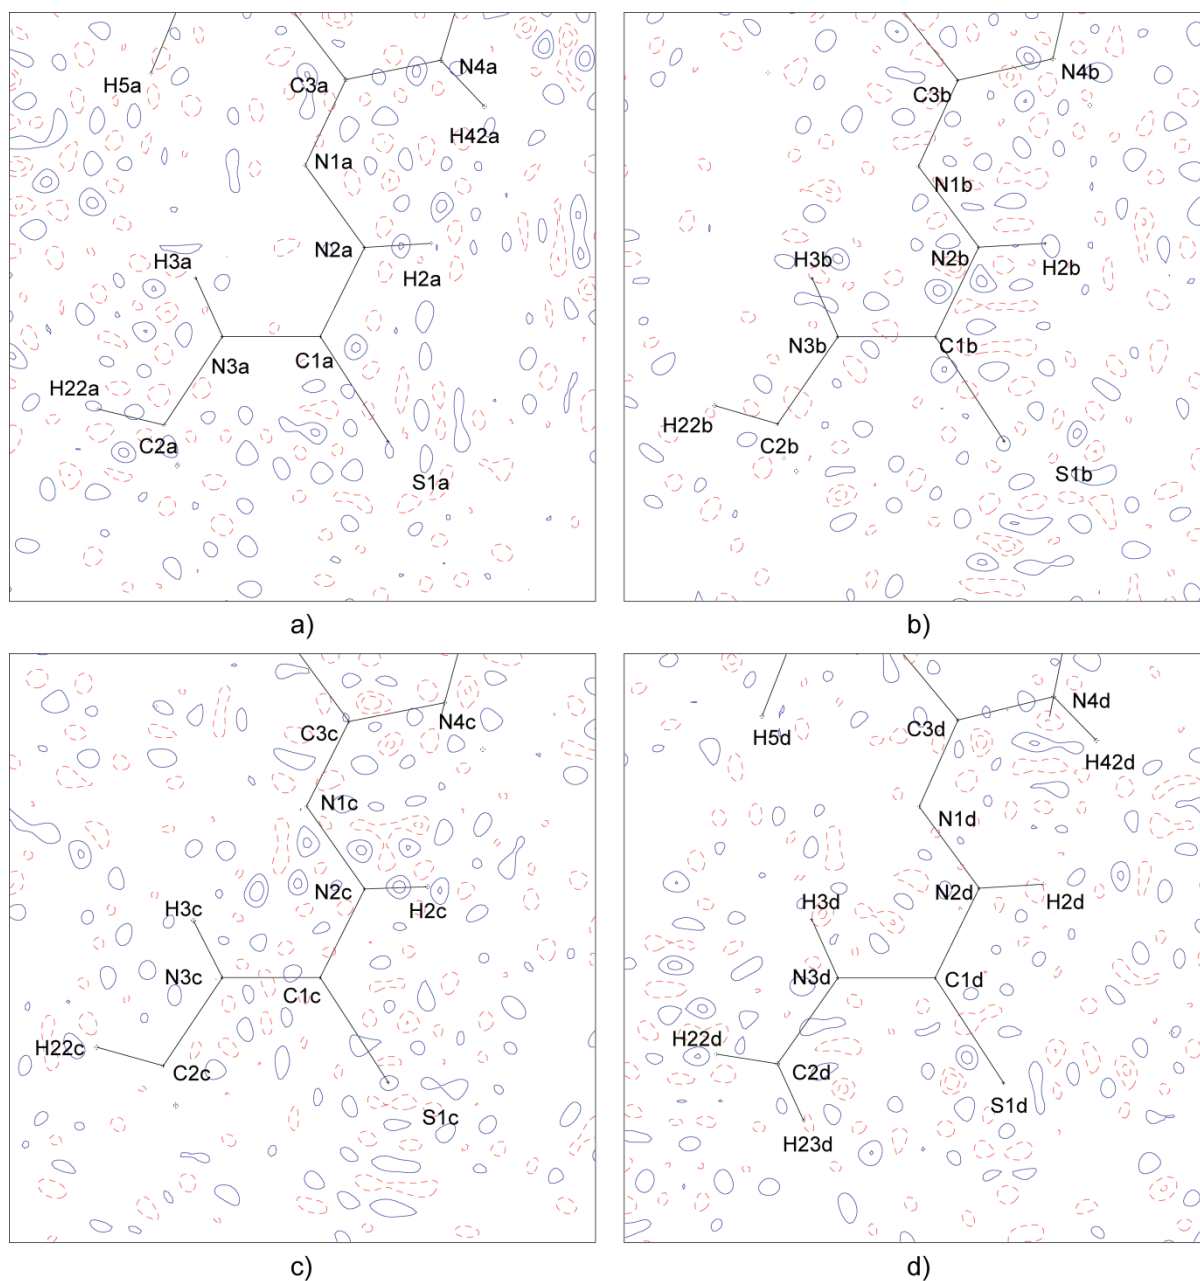 H5a
C3a
N4a
H42a
N1a
N2a
H2a
H3a
N3a
C1a
H22a
C2a
S1a
a)
C3b
N4b
N1b
N2b
H2b
H3b
N3b
C1b
H22b
C2b
S1b
b)
C3c
N4c
N1c
N2c
H2c
H3c
N3c
C1c
H22c
C2c
S1c
c)
H5d
C3d
N4d
H42d
N1d
N2d
H2d
H3d
N3d
C1d
H22d
C2d
S1d
H23d
d)